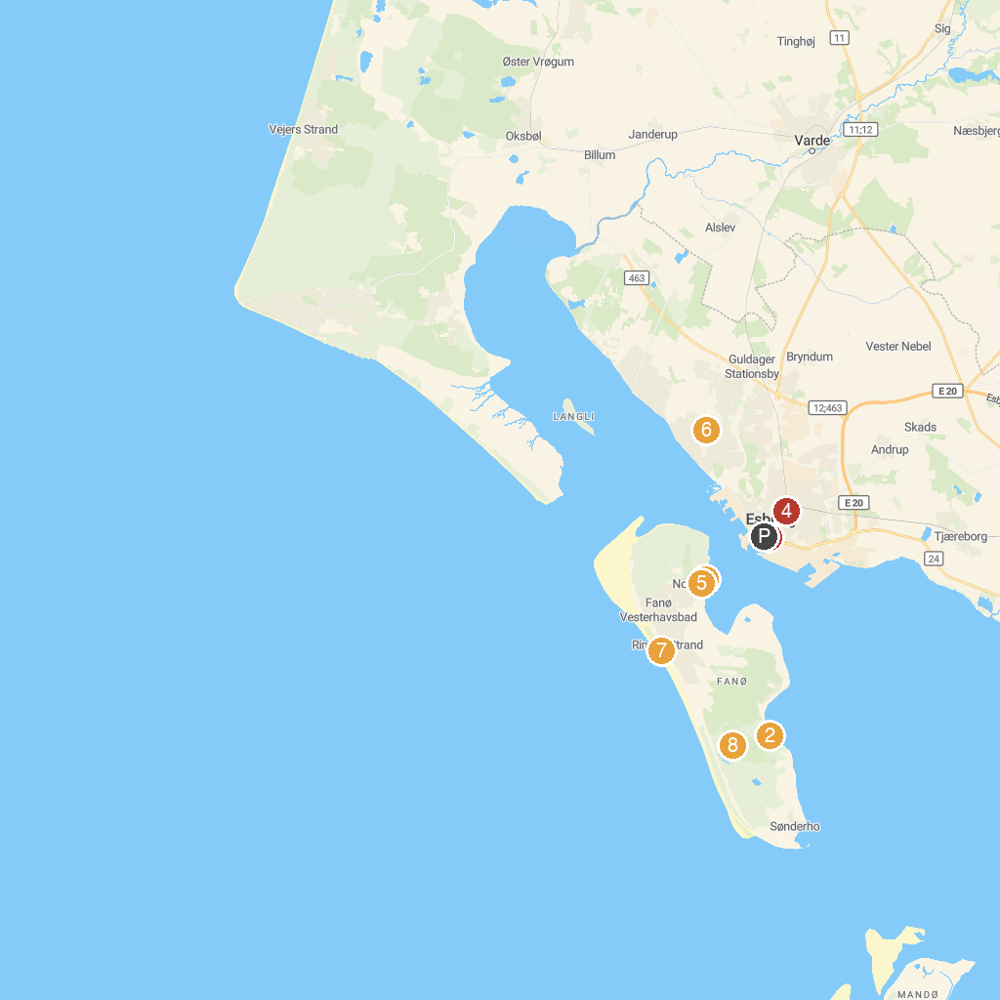 Sig
Tinghøj
11
Øster Vrøgum
Vejers Strand
11;12
Næsbjerg
Oksbøl
Janderup
Varde
Billum
Alslev
463
Vester Nebel
Bryndum
Guldager
Stationsby
E 20
12;463
LANGLI
6
Skads
Andrup
E 20
4
P
Tjæreborg
24
5
Fanø
Vesterhavsbad
7
FANØ
2
8
Sønderho
MANDØ